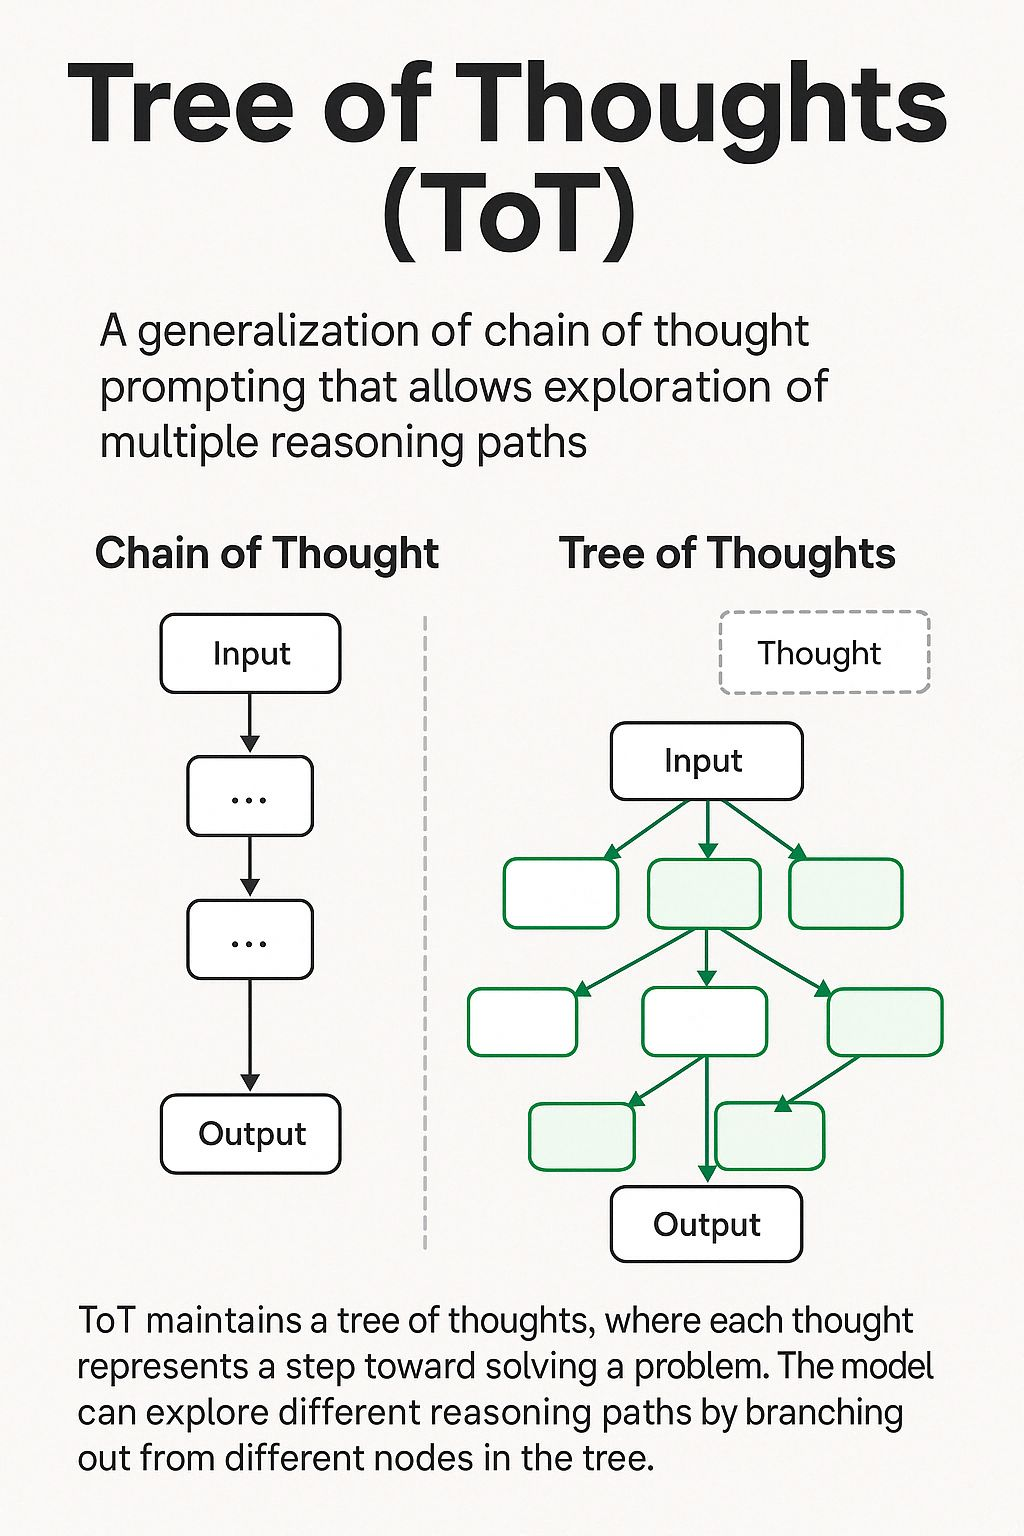 Tree of Thoughts
(ToT)
A generalization of chain of thought
prompting that allows exploration of
multiple reasoning paths
Chain of Thought
Input
...
...
Output
Tree of Thoughts
Thought
Input
Output
ToT maintains a tree of thoughts, where each thought
represents a step toward solving a problem. The model
can explore different reasoning paths by branching
out from different nodes in the tree.